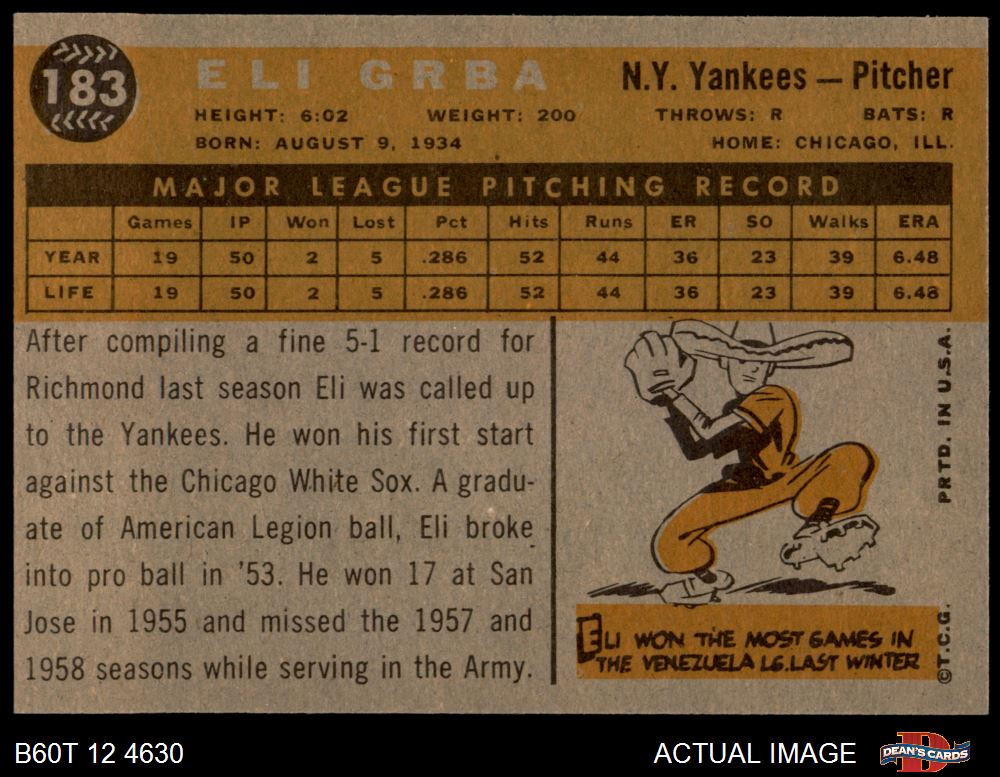 183
ELI GRBA
N.Y. Yankees — Pitcher
HEIGHT: 6:02 WEIGHT: 200 THROWS: R BATS: R
BORN: AUGUST 9, 1934 HOME: CHICAGO, ILL.
MAJOR LEAGUE PITCHING RECORD
Games IP Won Lost Pct Hits Runs ER SO Walks ERA
YEAR 19 50 2 5 .286 52 44 36 23 39 6.48
LIFE 19 50 2 5 .286 52 44 36 23 39 6.48
After compiling a fine 5-1 record for
Richmond last season Eli was called up
to the Yankees. He won his first start
against the Chicago White Sox. A gradu-
ate of American Legion ball, Eli broke
into pro ball in '53. He won 17 at San
Jose in 1955 and missed the 1957 and
1958 seasons while serving in the Army.
ELI WON THE MOST GAMES IN
THE VENEZUELA LG. LAST WINTER
©T.C.G. PRTD. IN U.S.A.
B60T 12 4630
ACTUAL IMAGE
DEAN'S CARDS